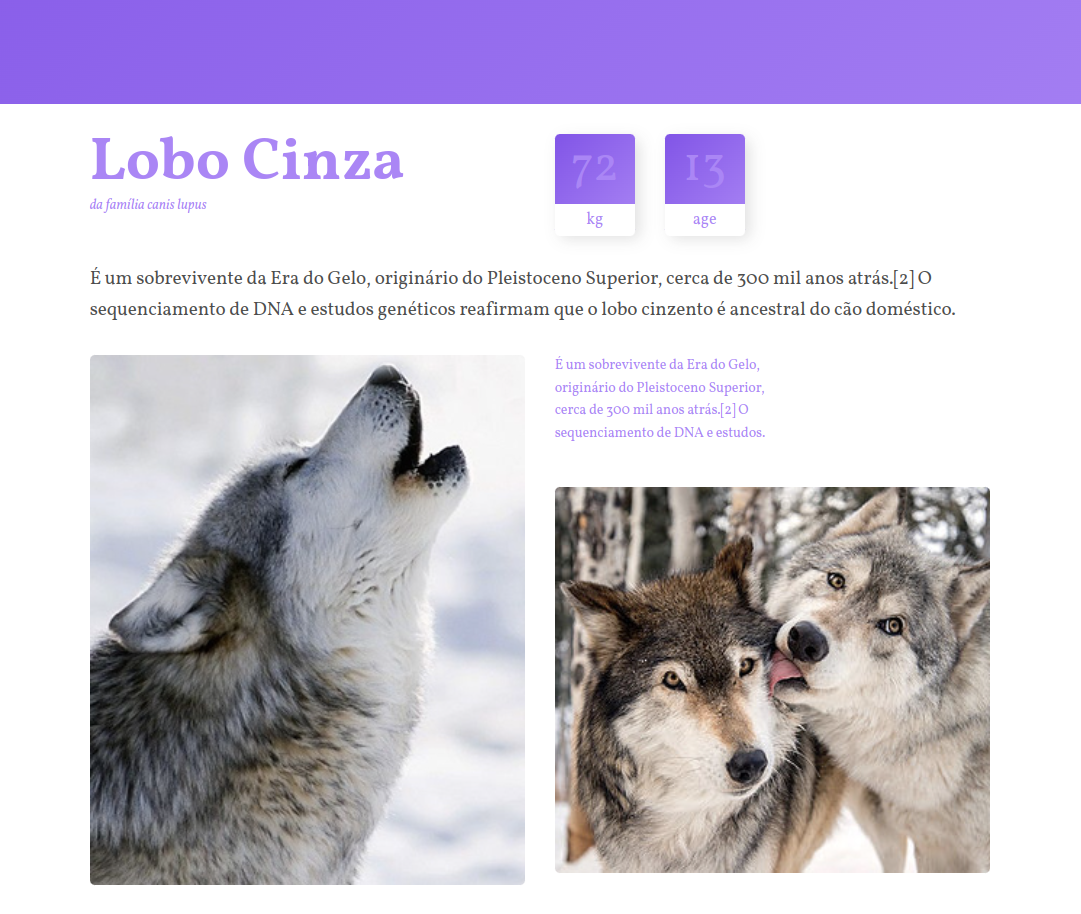 Lobo Cinza
da família canis lupus
72
kg
13
age
É um sobrevivente da Era do Gelo, originário do Pleistoceno Superior, cerca de 300 mil anos atrás.[2] O
sequenciamento de DNA e estudos genéticos reafirmam que o lobo cinzento é ancestral do cão doméstico.
É um sobrevivente da Era do Gelo,
originário do Pleistoceno Superior,
cerca de 300 mil anos atrás.[2] O
sequenciamento de DNA e estudos.